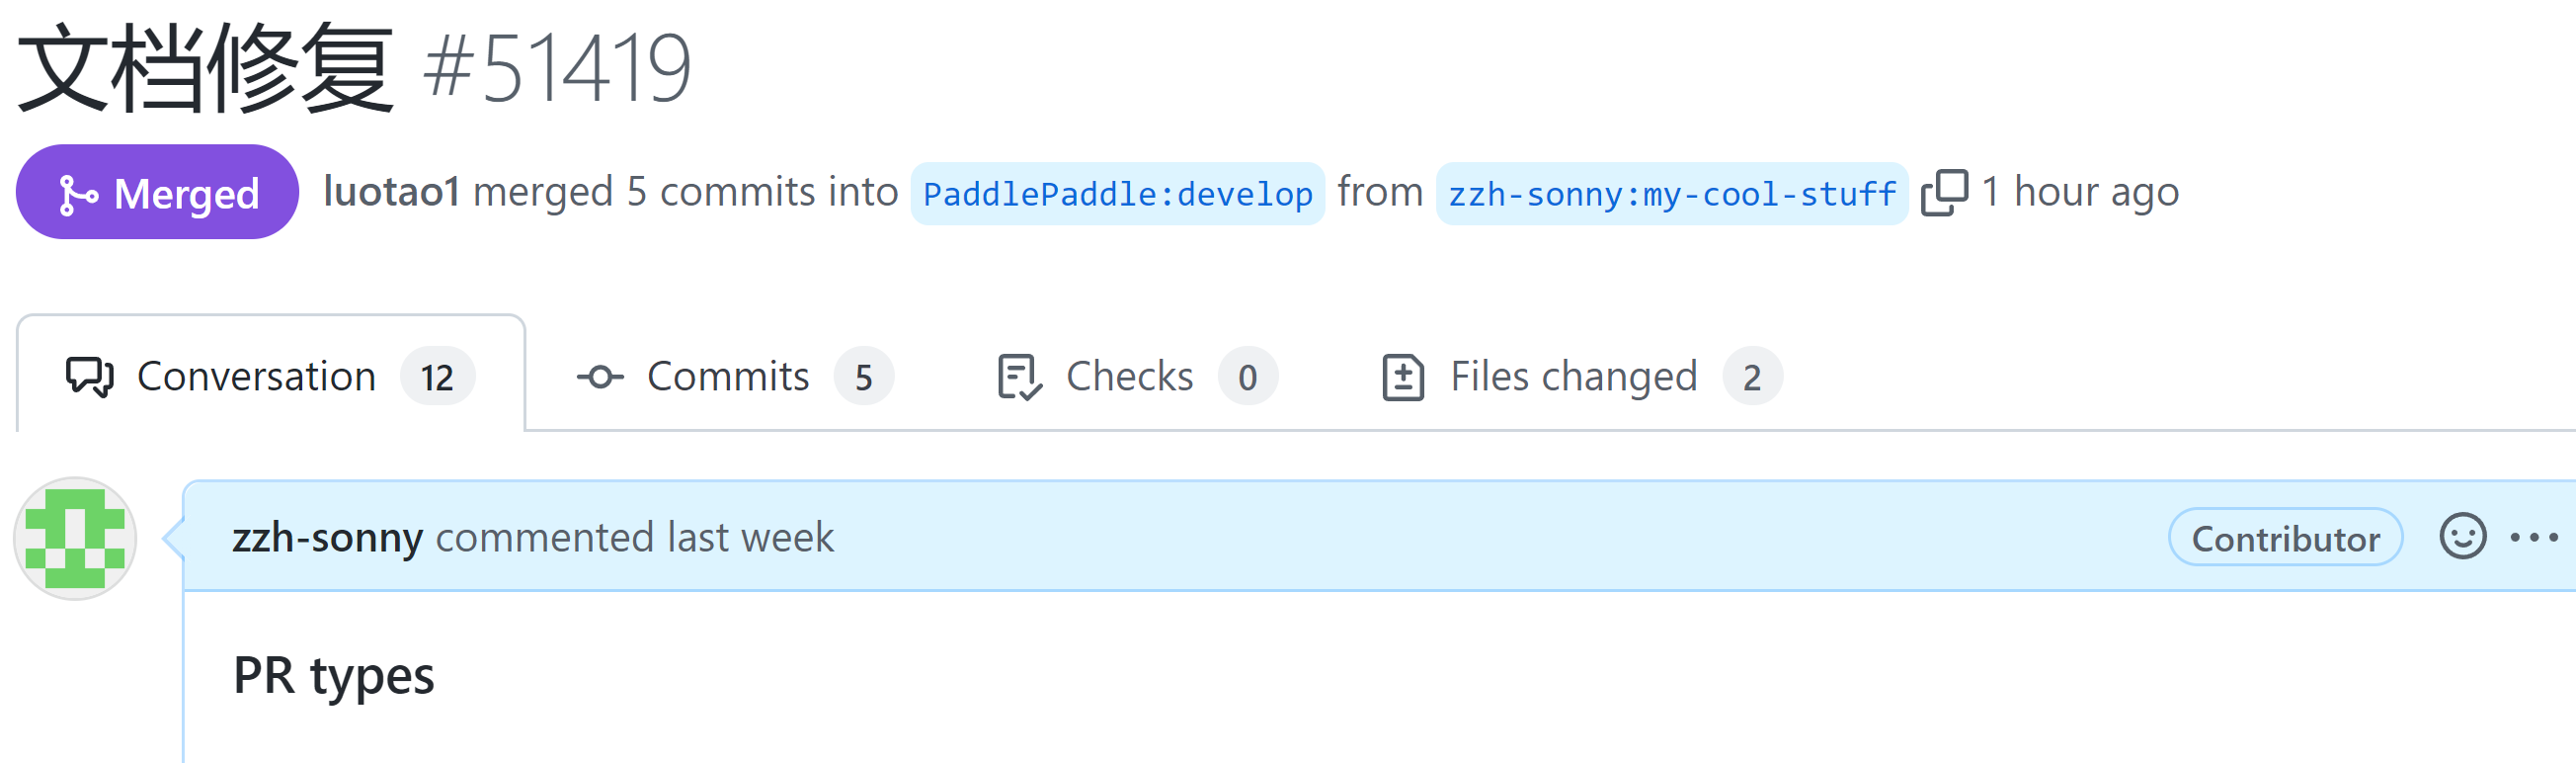 文档修复 #51419
Merged luotao1 merged 5 commits into PaddlePaddle:develop from zzh-sonny:my-cool-stuff 1 hour ago
Conversation 12 Commits 5 Checks 0 Files changed 2
zzh-sonny commented last week Contributor
PR types